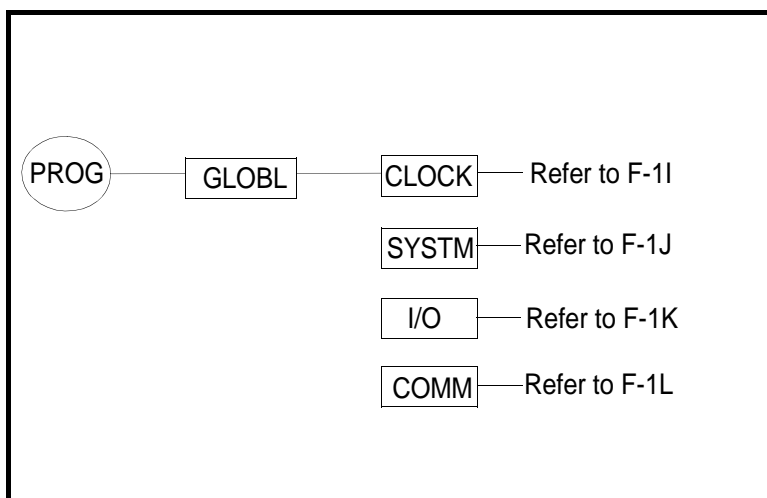 PROG GLOBL CLOCK Refer to F-1I
SYSTM Refer to F-1J
I/O Refer to F-1K
COMM Refer to F-1L